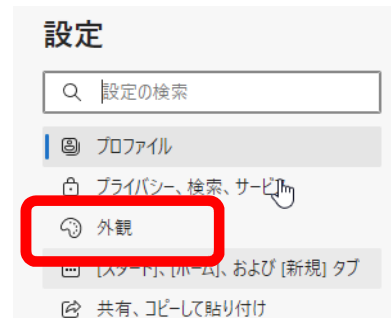 設定
設定の検索
プロファイル
プライバシー、検索、サービ
外観
[スタート]、[ホーム]、および [新規] タブ
共有、コピーして貼り付け